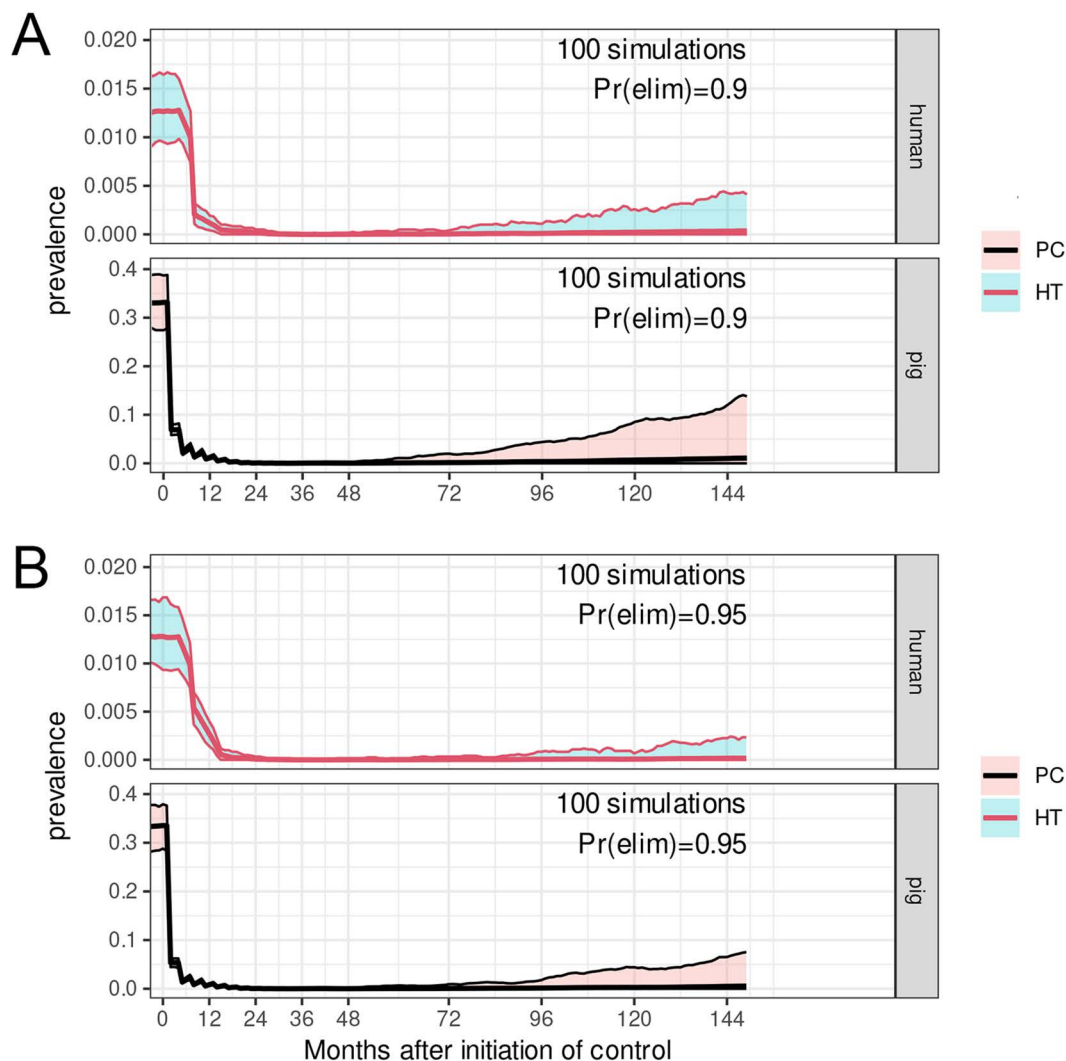 A
prevalence
0.020
0.015
0.010
0.005
0.000
100 simulations
Pr(elim)=0.9
human
0.4
0.3
0.2
0.1
0.0
100 simulations
Pr(elim)=0.9
pig
0 12 24 36 48 72 96 120 144
PC
HT
B
prevalence
0.020
0.015
0.010
0.005
0.000
100 simulations
Pr(elim)=0.95
human
0.4
0.3
0.2
0.1
0.0
100 simulations
Pr(elim)=0.95
pig
0 12 24 36 48 72 96 120 144
Months after initiation of control
PC
HT